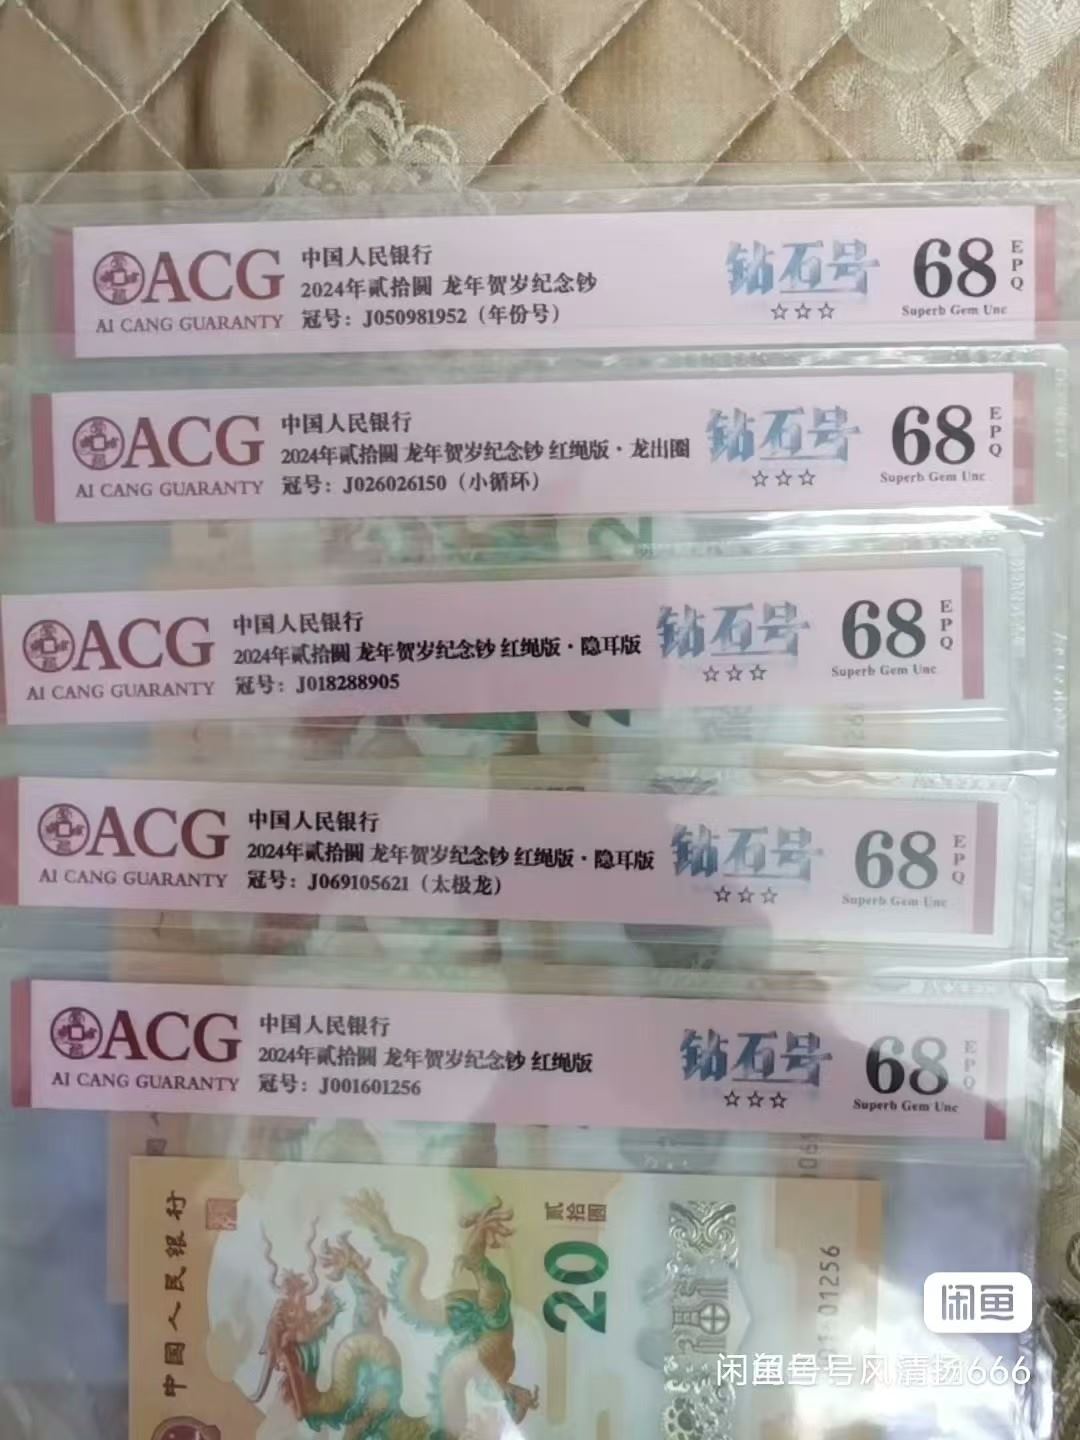 ACG
AI CANG GUARANTY
中国人民银行
2024年贰拾圆 龙年贺岁纪念钞
冠号：J050981952（年份号）
钻石号
☆☆☆
68
EPQ
Superb Gem Unc
ACG
AI CANG GUARANTY
中国人民银行
2024年贰拾圆 龙年贺岁纪念钞 红绳版·龙出圈
冠号：J026026150（小循环）
钻石号
☆☆☆
68
EPQ
Superb Gem Unc
ACG
AI CANG GUARANTY
中国人民银行
2024年贰拾圆 龙年贺岁纪念钞 红绳版·隐耳版
冠号：J018288905
钻石号
☆☆☆
68
EPQ
Superb Gem Unc
ACG
AI CANG GUARANTY
中国人民银行
2024年贰拾圆 龙年贺岁纪念钞 红绳版·隐耳版
冠号：J069105621（太极龙）
钻石号
☆☆☆
68
EPQ
Superb Gem Unc
ACG
AI CANG GUARANTY
中国人民银行
2024年贰拾圆 龙年贺岁纪念钞 红绳版
冠号：J001601256
钻石号
☆☆☆
68
EPQ
Superb Gem Unc
中国人民银行
贰拾圆
20
01256
闲鱼
闲鱼号号风清扬666